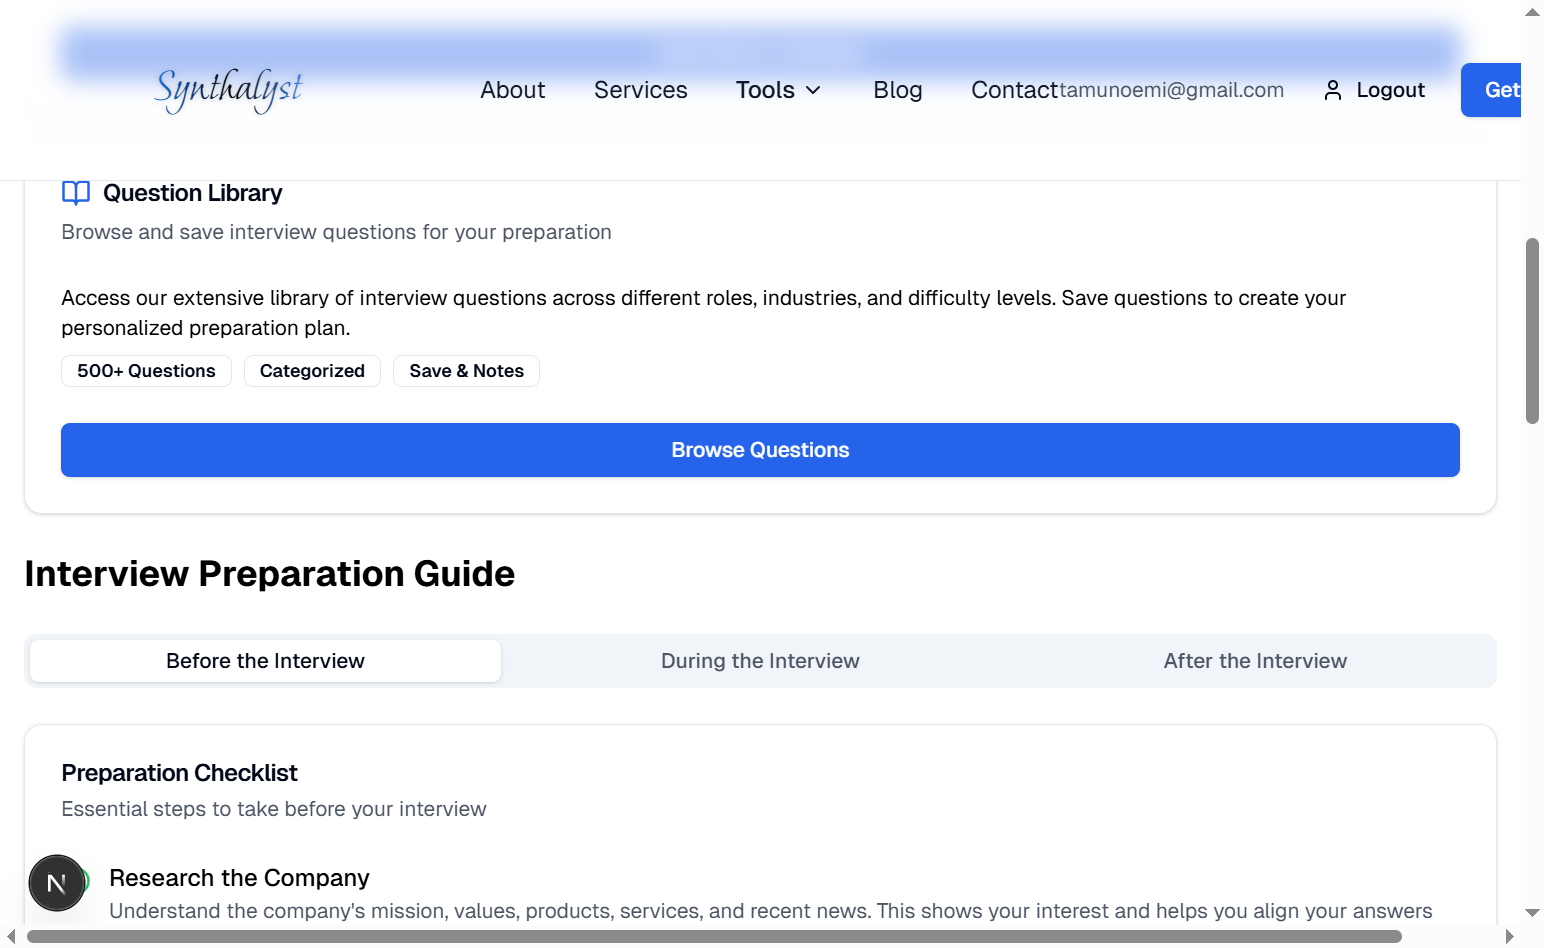 Synthalyst
About
Services
Tools
Blog
Contact
tamunoemi@gmail.com
Logout
Get
Question Library
Browse and save interview questions for your preparation
Access our extensive library of interview questions across different roles, industries, and difficulty levels. Save questions to create your
personalized preparation plan.
500+ Questions
Categorized
Save & Notes
Browse Questions
Interview Preparation Guide
Before the Interview
During the Interview
After the Interview
Preparation Checklist
Essential steps to take before your interview
N
Research the Company
Understand the company's mission, values, products, services, and recent news. This shows your interest and helps you align your answers